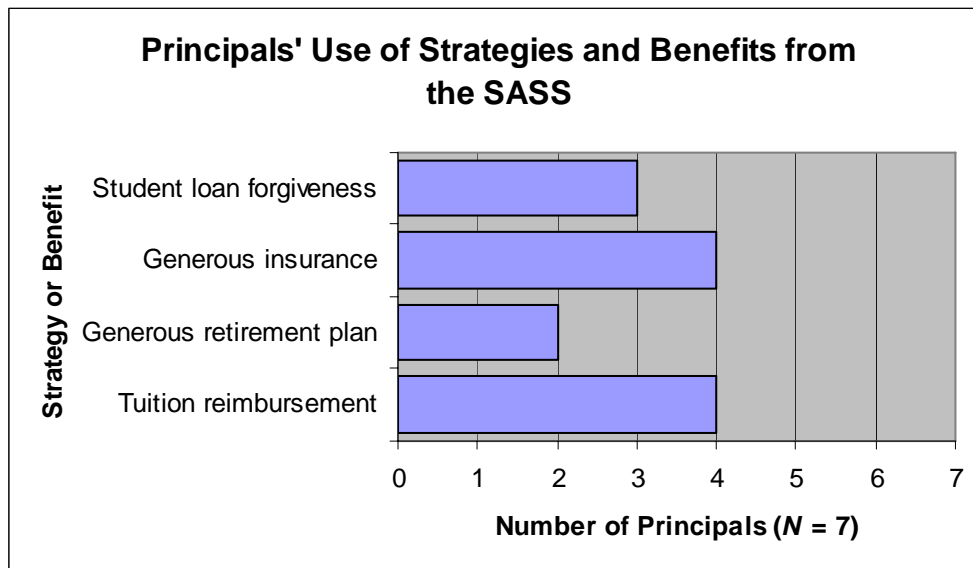 Principals' Use of Strategies and Benefits from
the SASS
Strategy or Benefit
Student loan forgiveness
Generous insurance
Generous retirement plan
Tuition reimbursement
0 1 2 3 4 5 6 7
Number of Principals (N = 7)